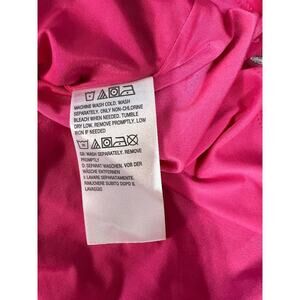 MACHINE WASH COLD. WASH
SEPARATELY. ONLY NON-CHLORINE
BLEACH WHEN NEEDED. TUMBLE
DRY LOW. REMOVE PROMPTLY, LOW
IRON IF NEEDED
GB. WASH SEPARATELY. REMOVE
PROMPTLY
D. SEPARAT WASCHEN. VOR DER
WÄSCHE ENTFERNEN
I. LAVARE SEPARATAMENTE.
RIMUOVERE SUBITO DOPO IL
LAVAGGIO